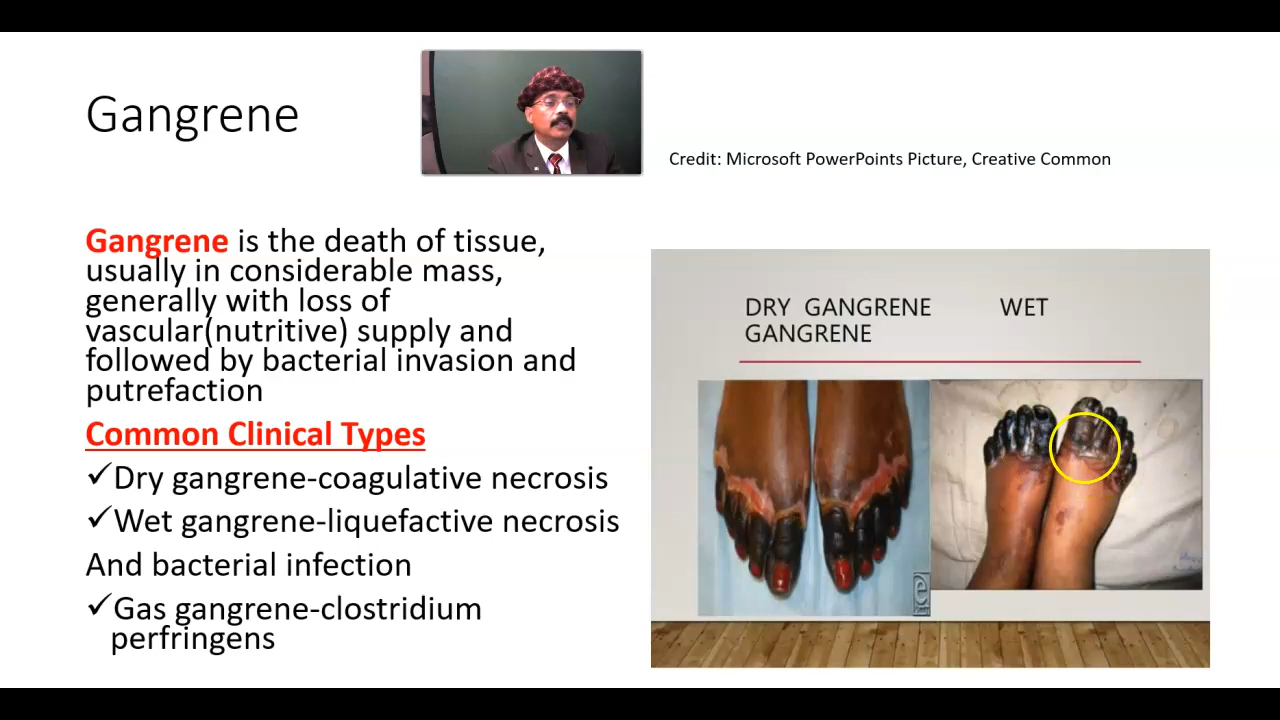 Gangrene
Credit: Microsoft PowerPoints Picture, Creative Common
Gangrene is the death of tissue,
usually in considerable mass,
generally with loss of
vascular(nutritive) supply and
followed by bacterial invasion and
putrefaction
Common Clinical Types
✓Dry gangrene-coagulative necrosis
✓Wet gangrene-liquefactive necrosis
And bacterial infection
✓Gas gangrene-clostridium
perfringens
DRY GANGRENE WET
GANGRENE